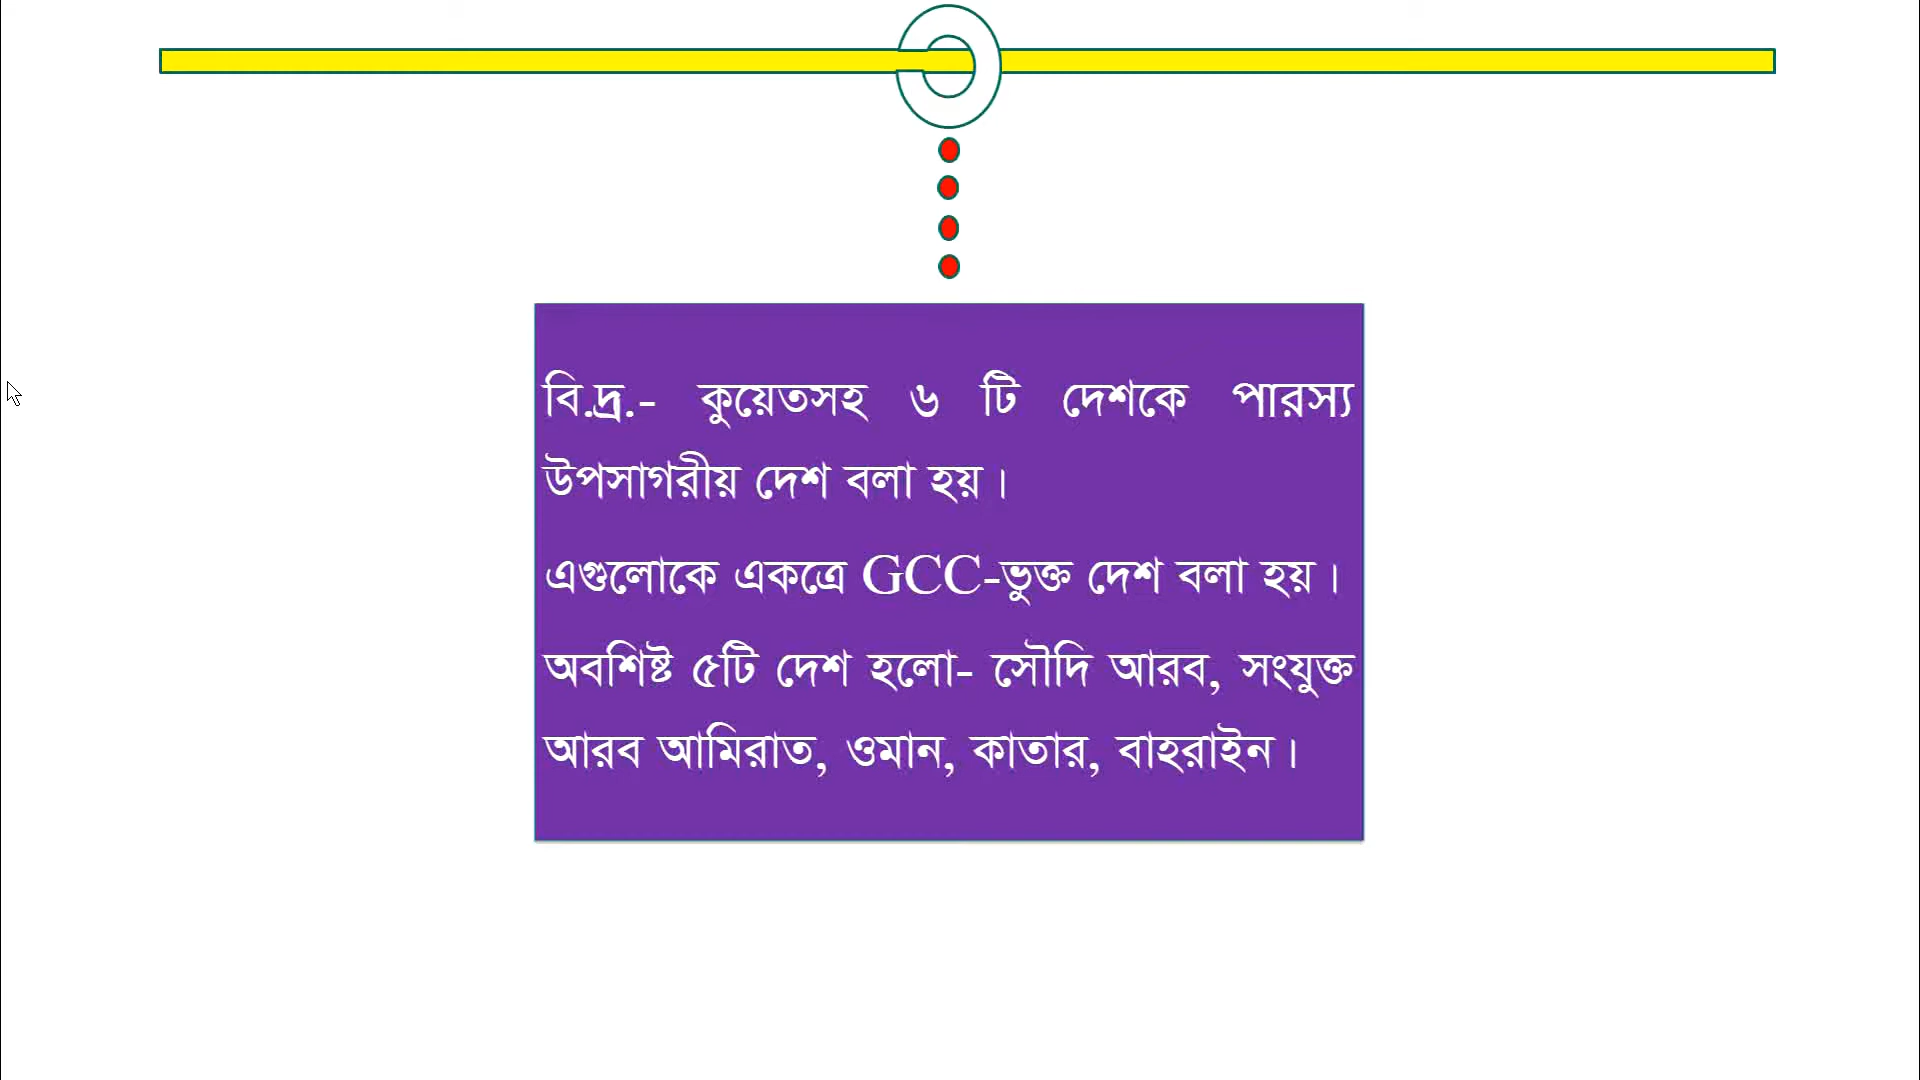 বি.দ্র.- কুয়েতসহ ৬ টি দেশকে পারস্য
উপসাগরীয় দেশ বলা হয়।
এগুলোকে একত্রে GCC-ভুক্ত দেশ বলা হয়।
অবশিষ্ট ৫টি দেশ হলো- সৌদি আরব, সংযুক্ত
আরব আমিরাত, ওমান, কাতার, বাহরাইন।